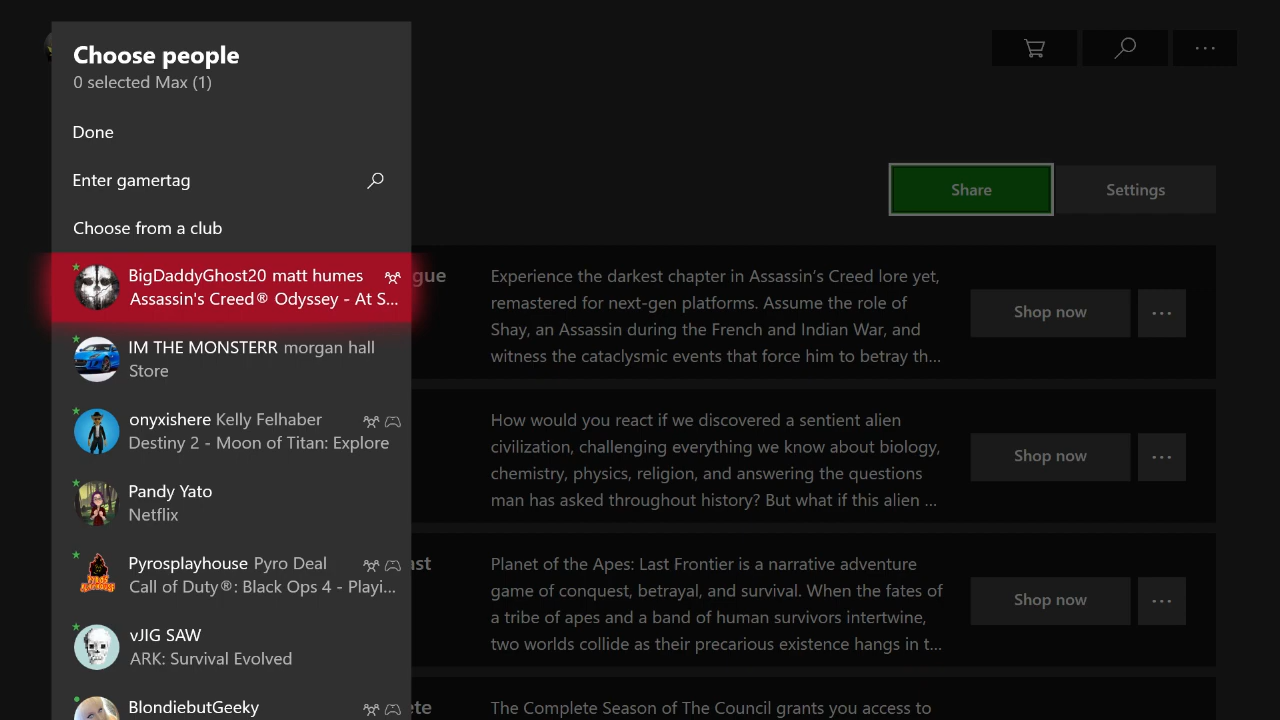 Choose people
0 selected Max (1)
Done
Enter gamertag
Choose from a club
BigDaddyGhost20 matt humes
Assassin's Creed® Odyssey - At S...
IM THE MONSTERR morgan hall
Store
onyxishere Kelly Felhaber
Destiny 2 - Moon of Titan: Explore
Pandy Yato
Netflix
Pyrosplayhouse Pyro Deal
Call of Duty®: Black Ops 4 - Playi...
vJIG SAW
ARK: Survival Evolved
BlondiebutGeeky
Share
Settings
gue
Experience the darkest chapter in Assassin’s Creed lore yet,
remastered for next-gen platforms. Assume the role of
Shay, an Assassin during the French and Indian War, and
witness the cataclysmic events that force him to betray th...
Shop now
How would you react if we discovered a sentient alien
civilization, challenging everything we know about biology,
chemistry, physics, religion, and answering the questions
man has asked throughout history? But what if this alien ...
Shop now
ast
Planet of the Apes: Last Frontier is a narrative adventure
game of conquest, betrayal, and survival. When the fates of
a tribe of apes and a band of human survivors intertwine,
two worlds collide as their precarious existence hangs in t...
Shop now
ete
The Complete Season of The Council grants you access to